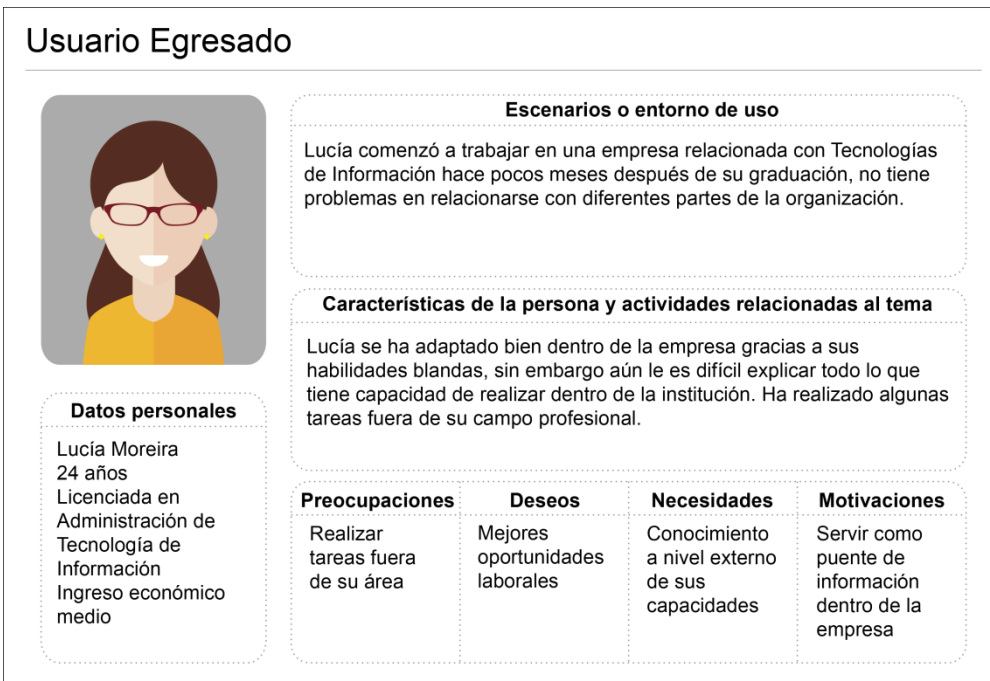 Usuario Egresado
Escenarios o entorno de uso
Lucía comenzó a trabajar en una empresa relacionada con Tecnologías
de Información hace pocos meses después de su graduación, no tiene
problemas en relacionarse con diferentes partes de la organización.
Características de la persona y actividades relacionadas al tema
Lucía se ha adaptado bien dentro de la empresa gracias a sus
habilidades blandas, sin embargo aún le es difícil explicar todo lo que
tiene capacidad de realizar dentro de la institución. Ha realizado algunas
tareas fuera de su campo profesional.
Datos personales
Lucía Moreira
24 años
Licenciada en
Administración de
Tecnología de
Información
Ingreso económico
medio
Preocupaciones
Realizar
tareas fuera
de su área
Deseos
Mejores
oportunidades
laborales
Necesidades
Conocimiento
a nivel externo
de sus
capacidades
Motivaciones
Servir como
puente de
información
dentro de la
empresa